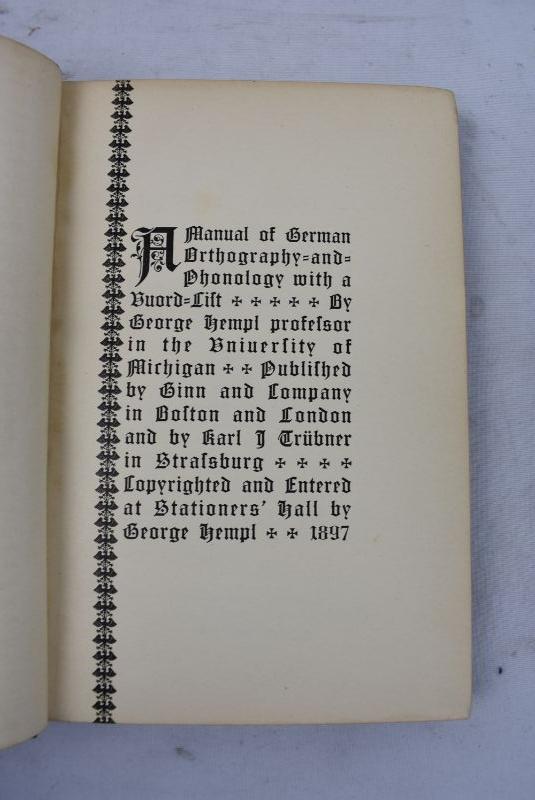 A Manual of German
Orthography-and-
Phonology with a
Vuord-List ✠ ✠ ✠ ✠ ✠ By
George Hempl profeſsor
in the Vniuerſity of
Michigan ✠ ✠ Publiſhed
by Ginn and Company
in Boſton and London
and by Karl J Trübner
in Straſsburg ✠ ✠ ✠ ✠
Copyrighted and Entered
at Stationers' Hall by
George Hempl ✠ ✠ 1897